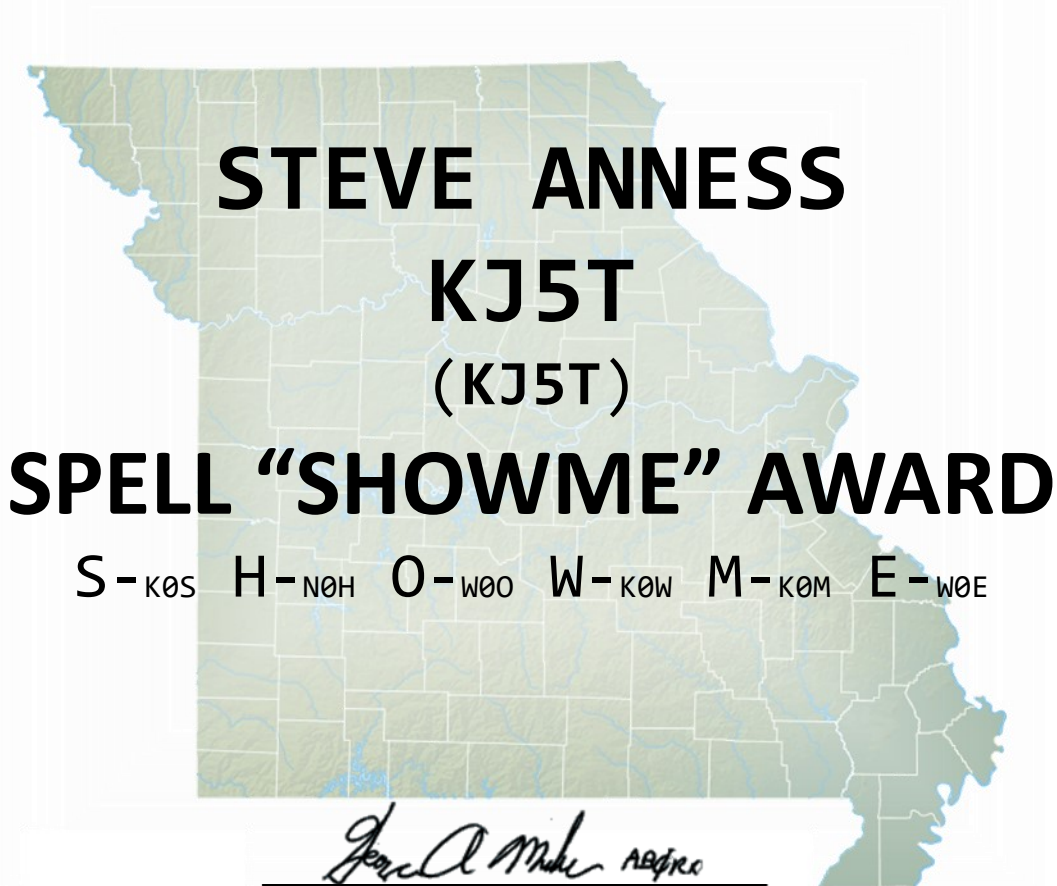 STEVE ANNESS
KJ5T
(KJ5T)
SPELL “SHOWME” AWARD
S-K0S H-N0H O-W0O W-K0W M-K0M E-W0E